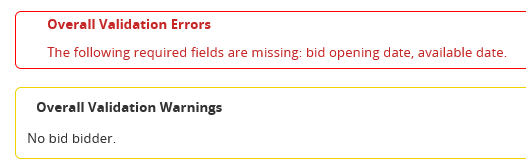 Overall Validation Errors
The following required fields are missing: bid opening date, available date.
Overall Validation Warnings
No bid bidder.